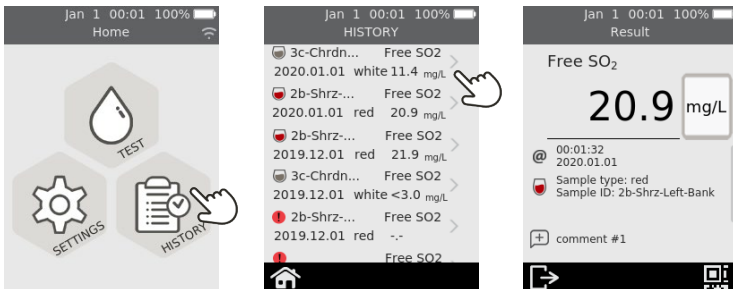 Jan 1 00:01 100%
Home
TEST
SETTINGS
HISTORY
Jan 1 00:01 100%
HISTORY
3c-Chrdn... Free SO2
2020.01.01 white 11.4 mg/L
2b-Shrz-... Free SO2
2020.01.01 red 20.9 mg/L
2b-Shrz-... Free SO2
2019.12.01 red 21.9 mg/L
3c-Chrdn... Free SO2
2019.12.01 white <3.0 mg/L
2b-Shrz-... Free SO2
2019.12.01 red -.-
Free SO2
Jan 1 00:01 100%
Result
Free SO₂
20.9 mg/L
@ 00:01:32
2020.01.01
Sample type: red
Sample ID: 2b-Shrz-Left-Bank
comment #1